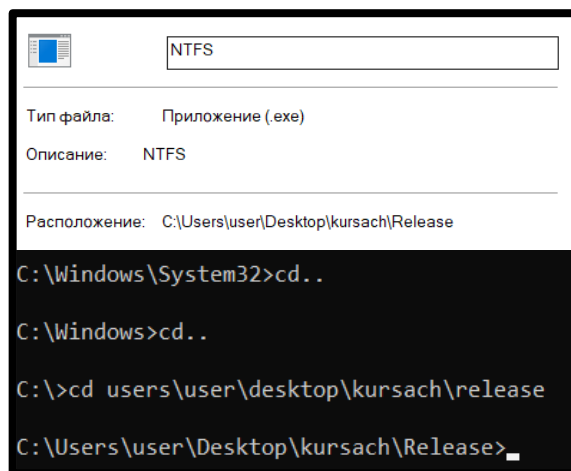 NTFS
Тип файла: Приложение (.exe)
Описание: NTFS
Расположение: C:\Users\user\Desktop\kursach\Release
C:\Windows\System32>cd..
C:\Windows>cd..
C:\>cd users\user\desktop\kursach\release
C:\Users\user\Desktop\kursach\Release>